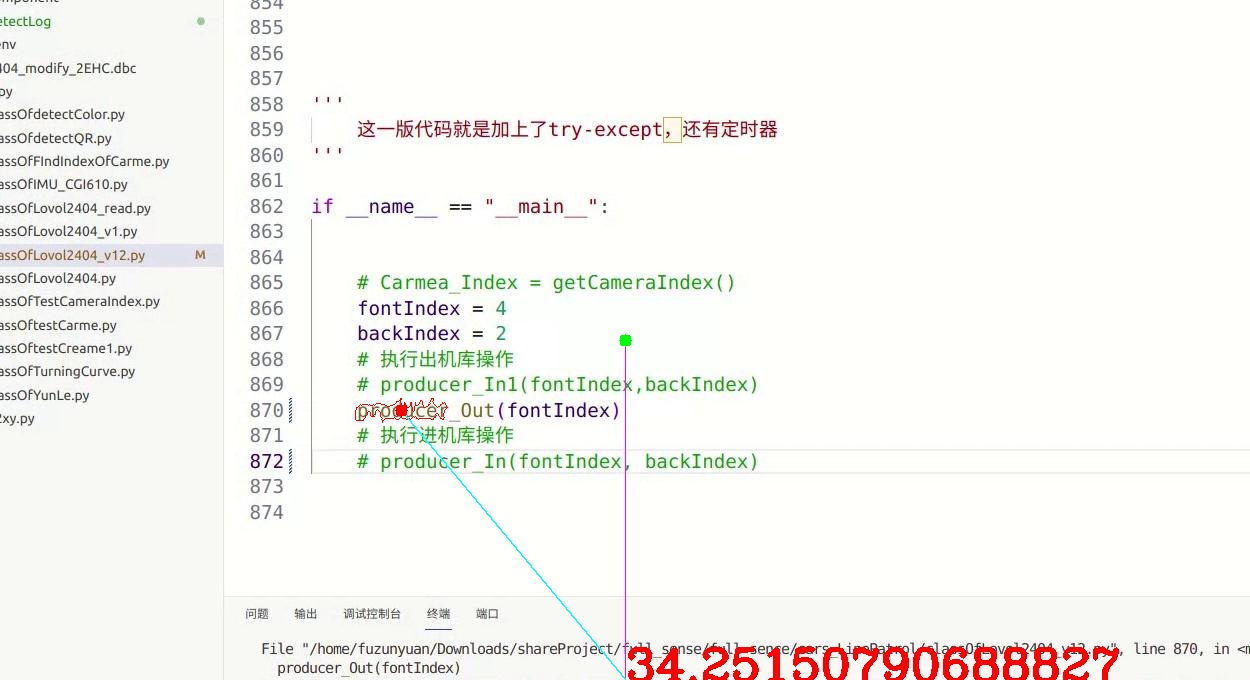 etectLog
env
404_modify_2EHC.dbc
py
assOfdetectColor.py
assOfdetectQR.py
assOfFIndIndexOfCarme.py
assOfIMU_CGI610.py
assOfLovol2404_read.py
assOfLovol2404_v1.py
assOfLovol2404_v12.py M
assOfLovol2404.py
assOfTestCameraIndex.py
assOftestCarme.py
assOftestCreame1.py
assOfTurningCurve.py
assOfYunLe.py
2xy.py
854
855
856
857
858 '''
859 这一版代码就是加上了try-except，还有定时器
860 '''
861
862 if __name__ == "__main__":
863
864
865 # Carmea_Index = getCameraIndex()
866 fontIndex = 4
867 backIndex = 2
868 # 执行出机库操作
869 # producer_In1(fontIndex,backIndex)
870 producer_Out(fontIndex)
871 # 执行进机库操作
872 # producer_In(fontIndex, backIndex)
873
874
问题 输出 调试控制台 终端 端口
File "/home/fuzunyuan/Downloads/shareProject/full_sense/full_sence/cars_LinePatrol/classOfLovol2404_v12.py", line 870, in <m
producer_Out(fontIndex)
34.25150790688827